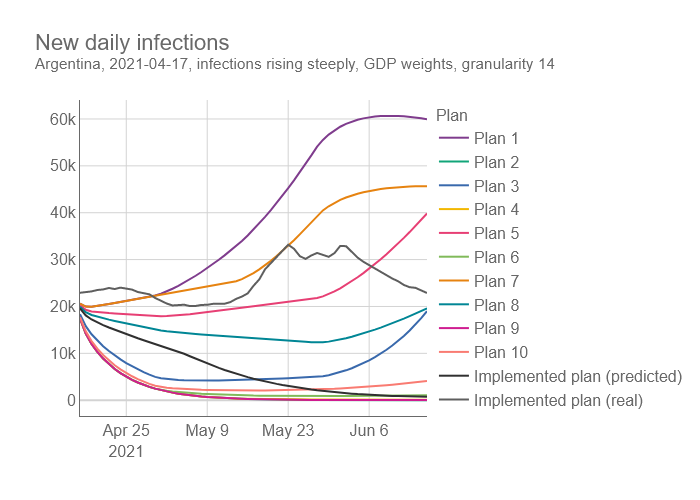 New daily infections
Argentina, 2021-04-17, infections rising steeply, GDP weights, granularity 14
60k
50k
40k
30k
20k
10k
0
Apr 25
2021
May 9
May 23
Jun 6
Plan
Plan 1
Plan 2
Plan 3
Plan 4
Plan 5
Plan 6
Plan 7
Plan 8
Plan 9
Plan 10
Implemented plan (predicted)
Implemented plan (real)